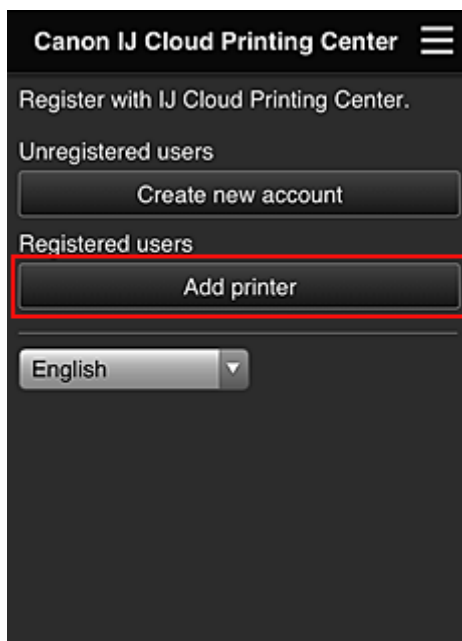 Canon IJ Cloud Printing Center
Register with IJ Cloud Printing Center.
Unregistered users
Create new account
Registered users
Add printer
English